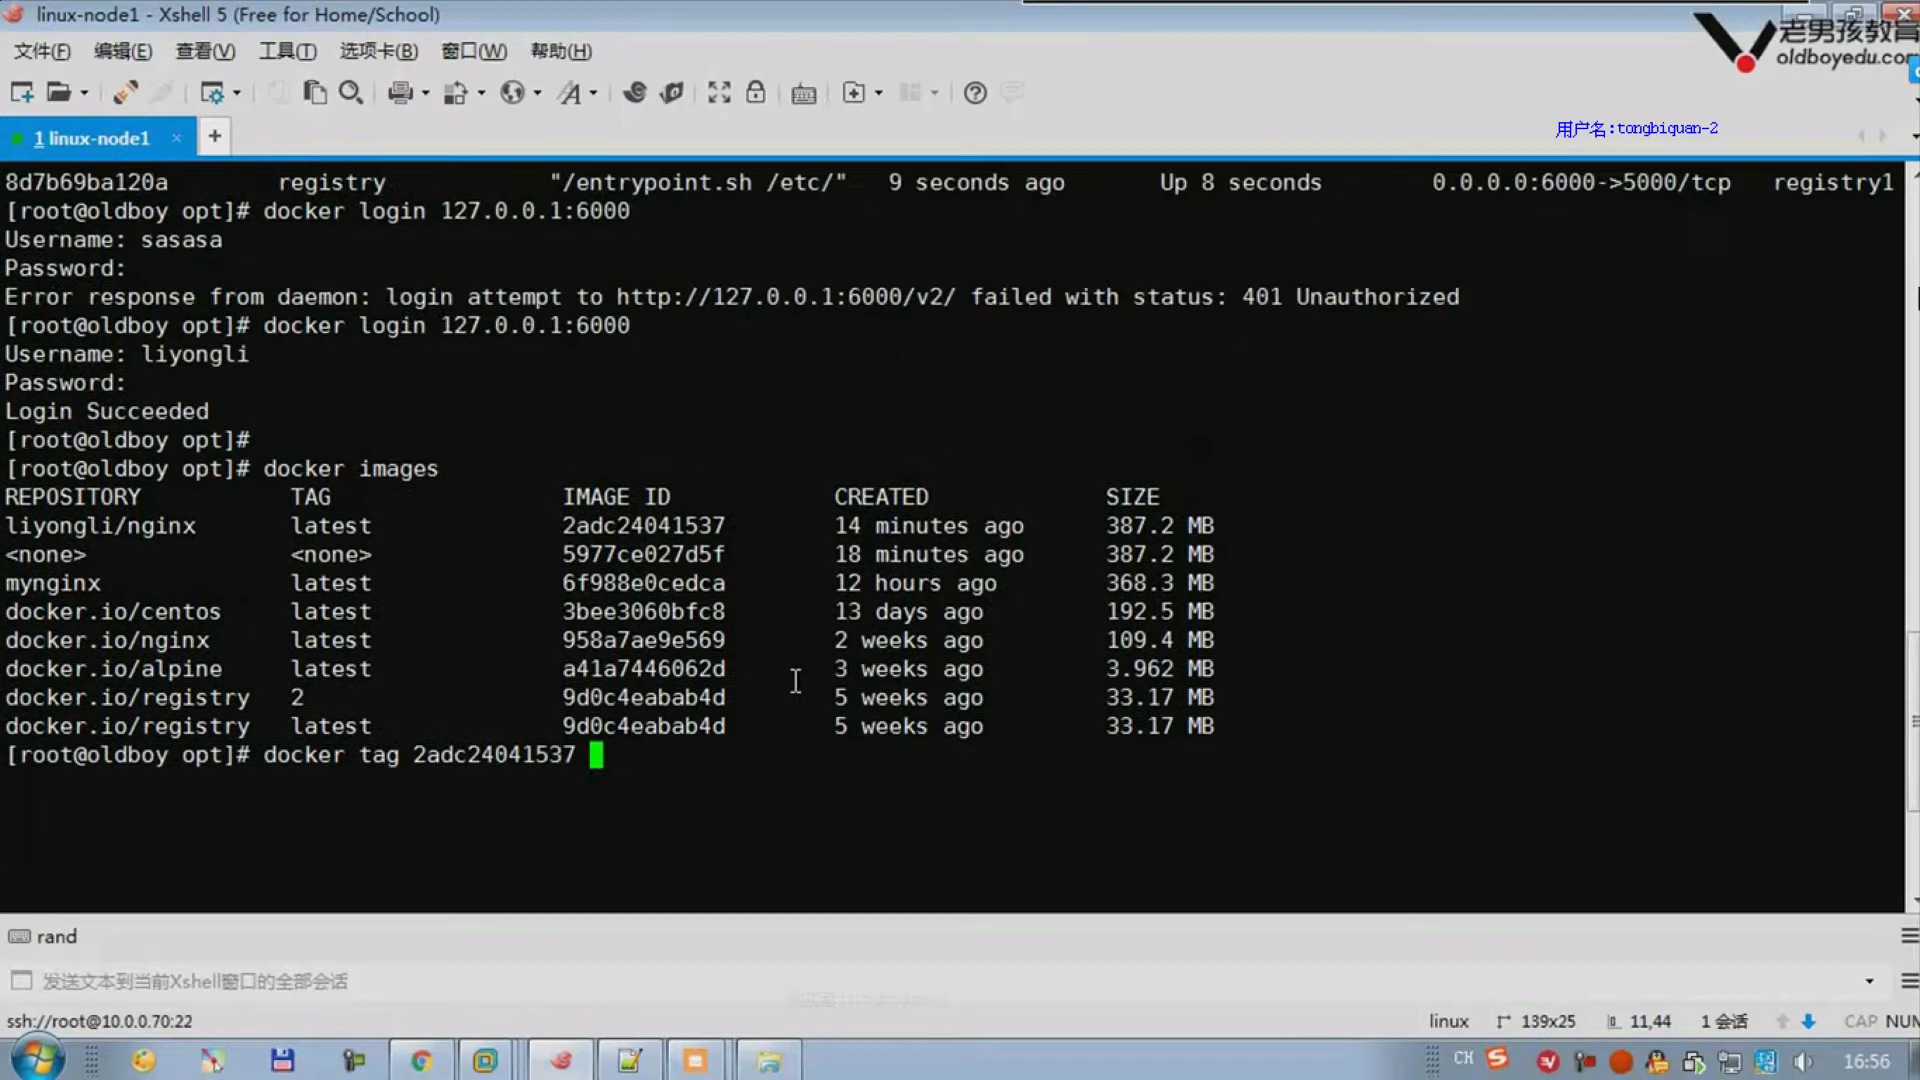 linux-node1 - Xshell 5 (Free for Home/School)
文件(F) 编辑(E) 查看(V) 工具(T) 选项卡(B) 窗口(W) 帮助(H)
老男孩教育
oldboyedu.com
1 linux-node1 × +
用户名:tongbiquan-2
8d7b69ba120a registry "/entrypoint.sh /etc/" 9 seconds ago Up 8 seconds 0.0.0.0:6000->5000/tcp registry1
[root@oldboy opt]# docker login 127.0.0.1:6000
Username: sasasa
Password:
Error response from daemon: login attempt to http://127.0.0.1:6000/v2/ failed with status: 401 Unauthorized
[root@oldboy opt]# docker login 127.0.0.1:6000
Username: liyongli
Password:
Login Succeeded
[root@oldboy opt]#
[root@oldboy opt]# docker images
REPOSITORY TAG IMAGE ID CREATED SIZE
liyongli/nginx latest 2adc24041537 14 minutes ago 387.2 MB
<none> <none> 5977ce027d5f 18 minutes ago 387.2 MB
mynginx latest 6f988e0cedca 12 hours ago 368.3 MB
docker.io/centos latest 3bee3060bfc8 13 days ago 192.5 MB
docker.io/nginx latest 958a7ae9e569 2 weeks ago 109.4 MB
docker.io/alpine latest a41a7446062d 3 weeks ago 3.962 MB
docker.io/registry 2 9d0c4eabab4d 5 weeks ago 33.17 MB
docker.io/registry latest 9d0c4eabab4d 5 weeks ago 33.17 MB
[root@oldboy opt]# docker tag 2adc24041537
rand
发送文本到当前Xshell窗口的全部会话
ssh://root@10.0.0.70:22 linux 139x25 11,44 1 会话 CAP NUM
CH 16:56